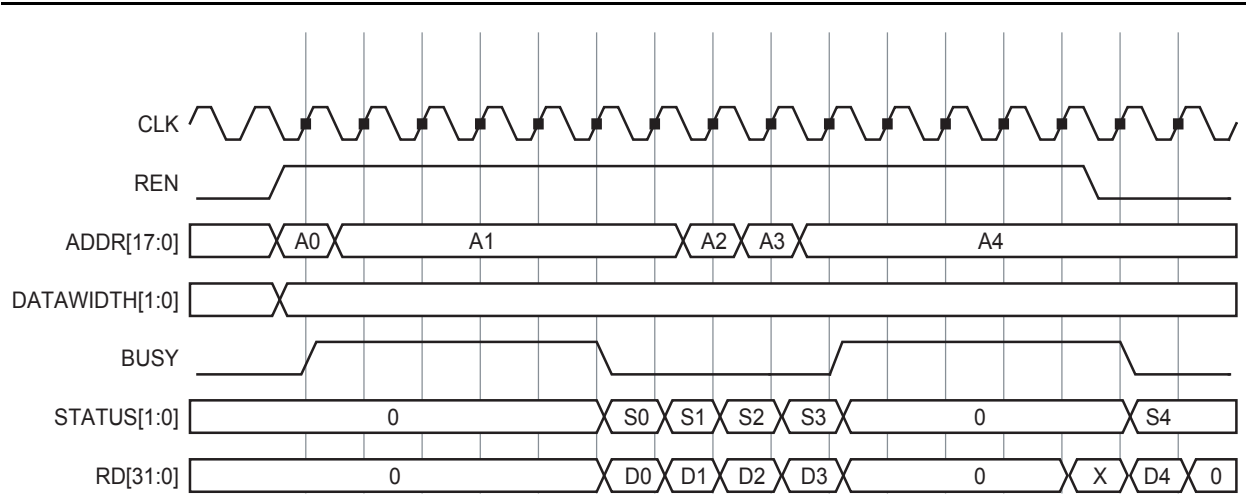 CLK
REN
ADDR[17:0] A0 A1 A2 A3 A4
DATAWIDTH[1:0]
BUSY
STATUS[1:0] 0 S0 S1 S2 S3 0 S4
RD[31:0] 0 D0 D1 D2 D3 0 X D4 0